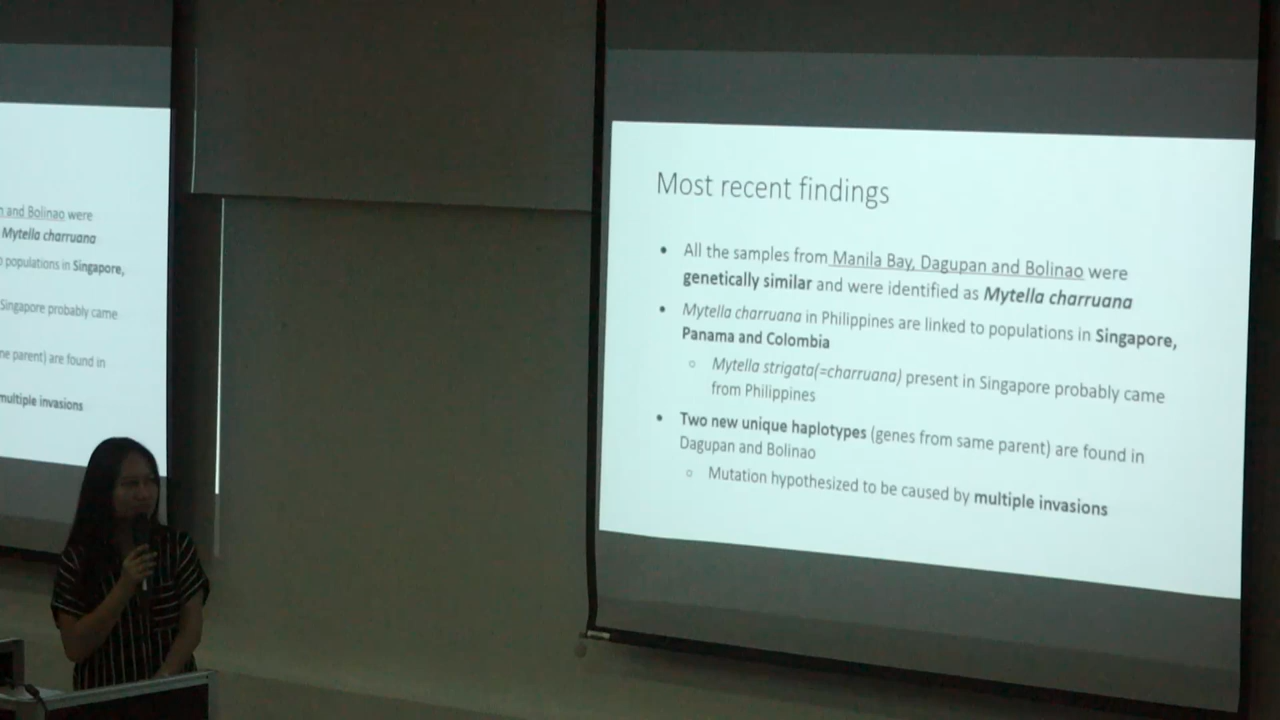 n and Bolinao were
Mytella charruana
populations in Singapore,
Singapore probably came
ne parent) are found in
multiple invasions
Most recent findings
• All the samples from Manila Bay, Dagupan and Bolinao were
genetically similar and were identified as Mytella charruana
• Mytella charruana in Philippines are linked to populations in Singapore,
Panama and Colombia
○ Mytella strigata(=charruana) present in Singapore probably came
from Philippines
• Two new unique haplotypes (genes from same parent) are found in
Dagupan and Bolinao
○ Mutation hypothesized to be caused by multiple invasions